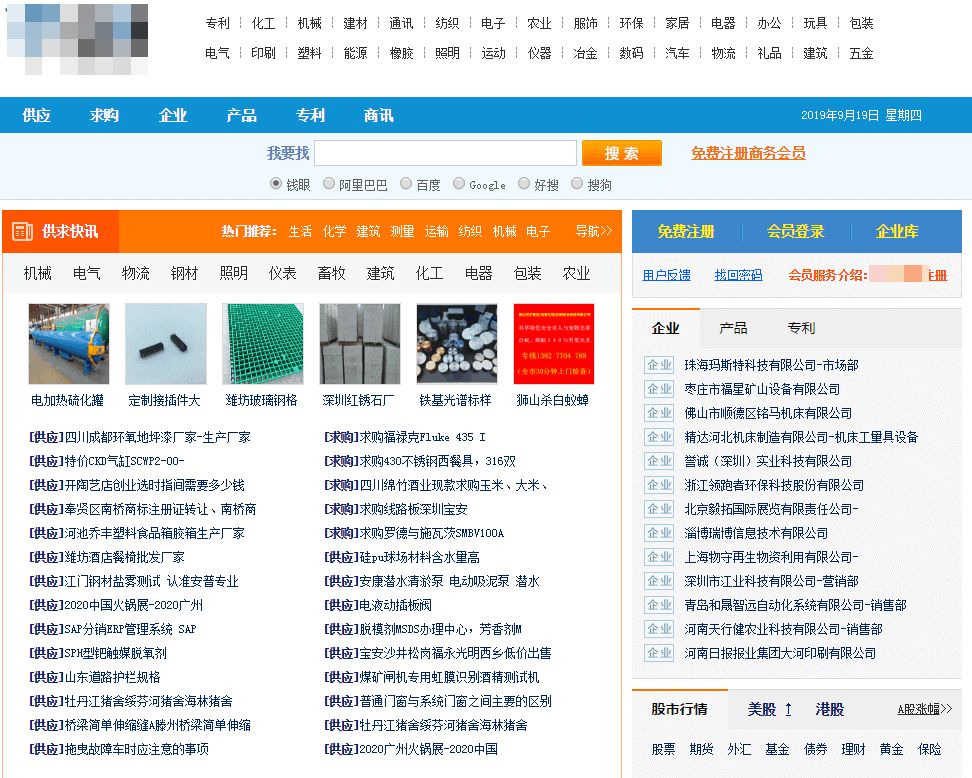 专利 化工 机械 建材 通讯 纺织 电子 农业 服饰 环保 家居 电器 办公 玩具 包装
电气 印刷 塑料 能源 橡胶 照明 运动 仪器 冶金 数码 汽车 物流 礼品 建筑 五金
供应 求购 企业 产品 专利 商讯 2019年9月19日 星期四
我要找 搜 索 免费注册商务会员
钱眼 阿里巴巴 百度 Google 好搜 搜狗
供求快讯 热门推荐: 生活 化学 建筑 测量 运输 纺织 机械 电子 导航>>
机械 电气 物流 钢材 照明 仪表 畜牧 建筑 化工 电器 包装 农业
专线1382 7704 788
(全市30分钟上门检查)
电加热硫化罐 定制接插件大 潍坊玻璃钢格 深圳红锈石厂 铁基光谱标样 狮山杀白蚁蟑
[供应]四川成都环氧地坪漆厂家-生产厂家
[供应]特价CKD气缸SCWP2-00-
[供应]开陶艺店创业选时指间需要多少钱
[供应]奉贤区南桥商标注册证转让、南桥商
[供应]河池乔丰塑料食品箱胶箱生产厂家
[供应]潍坊酒店餐椅批发厂家
[供应]江门钢材盐雾测试 认准安普专业
[供应]2020中国火锅展-2020广州
[供应]SAP分销ERP管理系统 SAP
[供应]SPH型钯触媒脱氧剂
[供应]山东道路护栏规格
[供应]牡丹江猪舍绥芬河猪舍海林猪舍
[供应]桥梁简单伸缩缝A滕州桥梁简单伸缩
[供应]拖曳故障车时应注意的事项
[求购]求购福禄克Fluke 435 I
[求购]求购430不锈钢西餐具，316双
[求购]四川绵竹酒业现款求购玉米、大米、
[求购]求购线路板深圳宝安
[求购]求购罗德与施瓦茨SMBV100A
[供应]硅pu球场材料含水量高
[供应]安康潜水清淤泵 电动吸泥泵 潜水
[供应]电液动插板阀
[供应]脱模剂MSDS办理中心，芳香剂M
[供应]宝安沙井松岗福永光明西乡低价出售
[供应]煤矿闸机专用虹膜识别酒精测试机
[供应]普通门窗与系统门窗之间主要的区别
[供应]牡丹江猪舍绥芬河猪舍海林猪舍
[供应]2020广州火锅展-2020中国
免费注册 会员登录 企业库
用户反馈 找回密码 会员服务介绍: 注册
企业 产品 专利
企业 珠海玛斯特科技有限公司-市场部
企业 枣庄市福星矿山设备有限公司
企业 佛山市顺德区铭马机床有限公司
企业 精达河北机床制造有限公司-机床工量具设备
企业 誉诚（深圳）实业科技有限公司
企业 浙江领跑者环保科技股份有限公司
企业 北京毅拓国际展览有限责任公司-
企业 淄博瑞博信息技术有限公司
企业 上海物守再生物资利用有限公司-
企业 深圳市江业科技有限公司-营销部
企业 青岛和晟智远自动化系统有限公司-销售部
企业 河南天行健农业科技有限公司-销售部
企业 河南日报报业集团大河印刷有限公司
股市行情 美股 ↑ 港股 A股涨幅>>
股票 期货 外汇 基金 债券 理财 黄金 保险